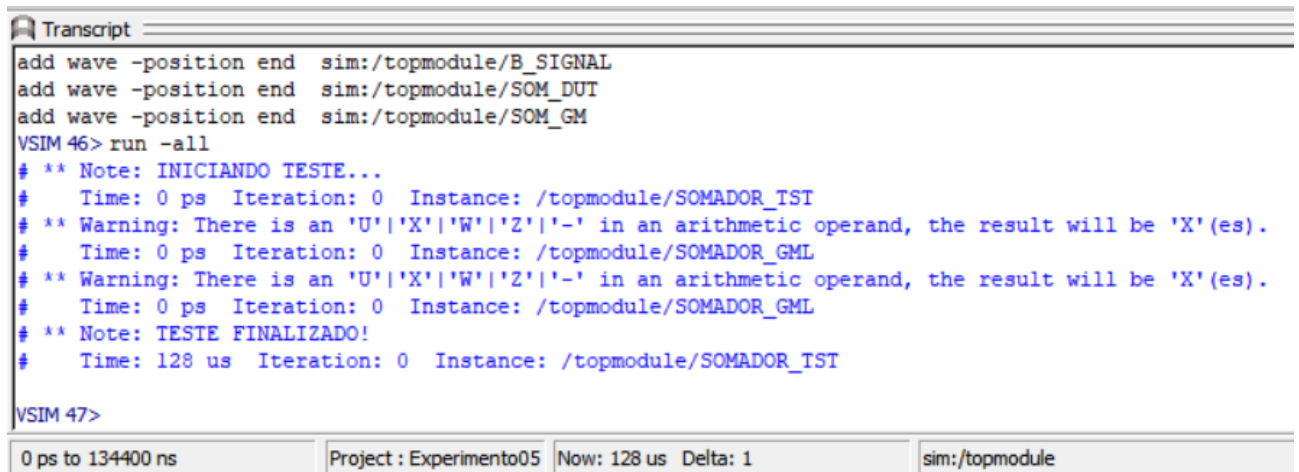 Transcript
add wave -position end  sim:/topmodule/B_SIGNAL
add wave -position end  sim:/topmodule/SOM_DUT
add wave -position end  sim:/topmodule/SOM_GM
VSIM 46> run -all
# ** Note: INICIANDO TESTE...
#    Time: 0 ps  Iteration: 0  Instance: /topmodule/SOMADOR_TST
# ** Warning: There is an 'U'|'X'|'W'|'Z'|'-' in an arithmetic operand, the result will be 'X'(es).
#    Time: 0 ps  Iteration: 0  Instance: /topmodule/SOMADOR_GML
# ** Warning: There is an 'U'|'X'|'W'|'Z'|'-' in an arithmetic operand, the result will be 'X'(es).
#    Time: 0 ps  Iteration: 0  Instance: /topmodule/SOMADOR_GML
# ** Note: TESTE FINALIZADO!
#    Time: 128 us  Iteration: 0  Instance: /topmodule/SOMADOR_TST
VSIM 47>
0 ps to 134400 ns  Project : Experimento05  Now: 128 us  Delta: 1  sim:/topmodule